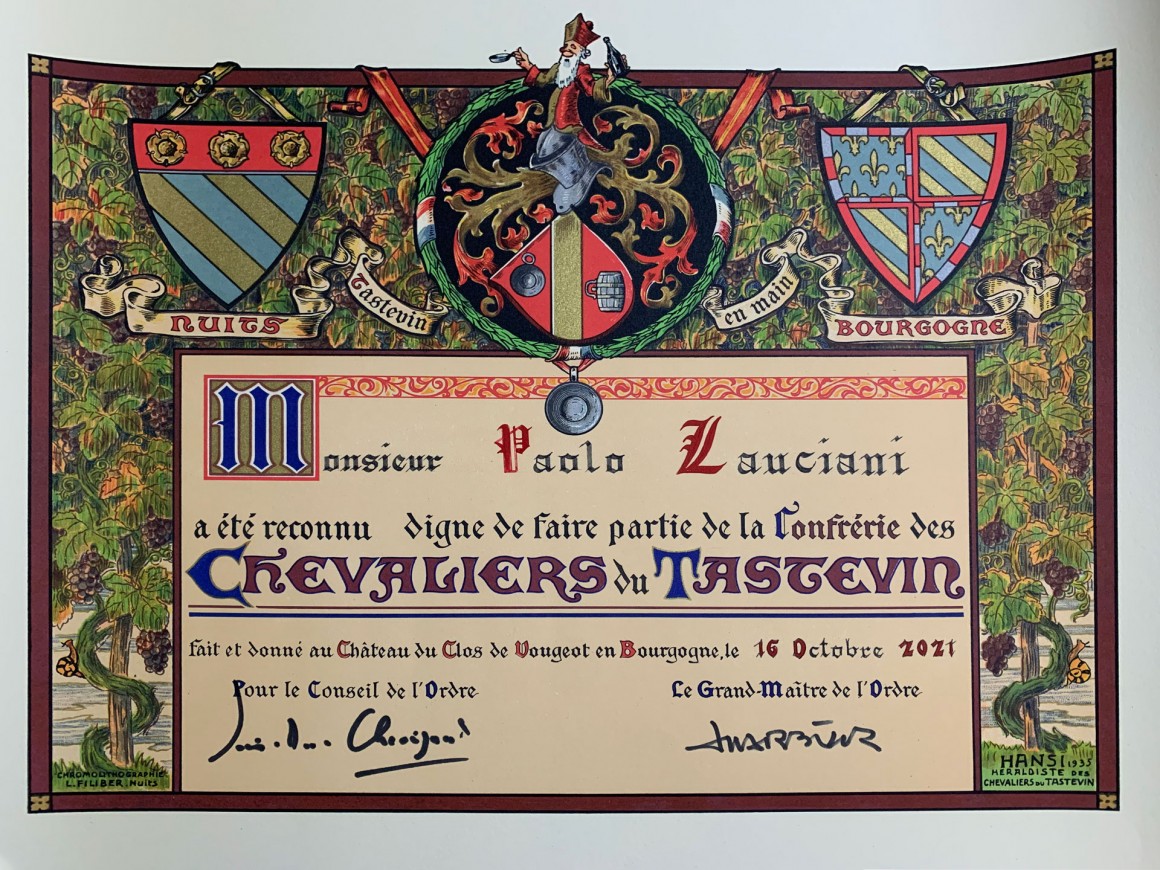 NUITS
Tastevin
en main
BOURGOGNE
Monsieur Paolo Lauciani
a été reconnu digne de faire partie de la Confrérie des
CHEVALIERS du TASTEVIN
fait et donné au Château du Clos de Vougeot en Bourgogne, le 16 Octobre 2021
Pour le Conseil de l'Ordre
Le Grand-Maître de l'Ordre
CHROMOLITHOGRAPHIE
L. FILIBER, NUITS
HANSI 1935
HERALDISTE DES
CHEVALIERS DU TASTEVIN